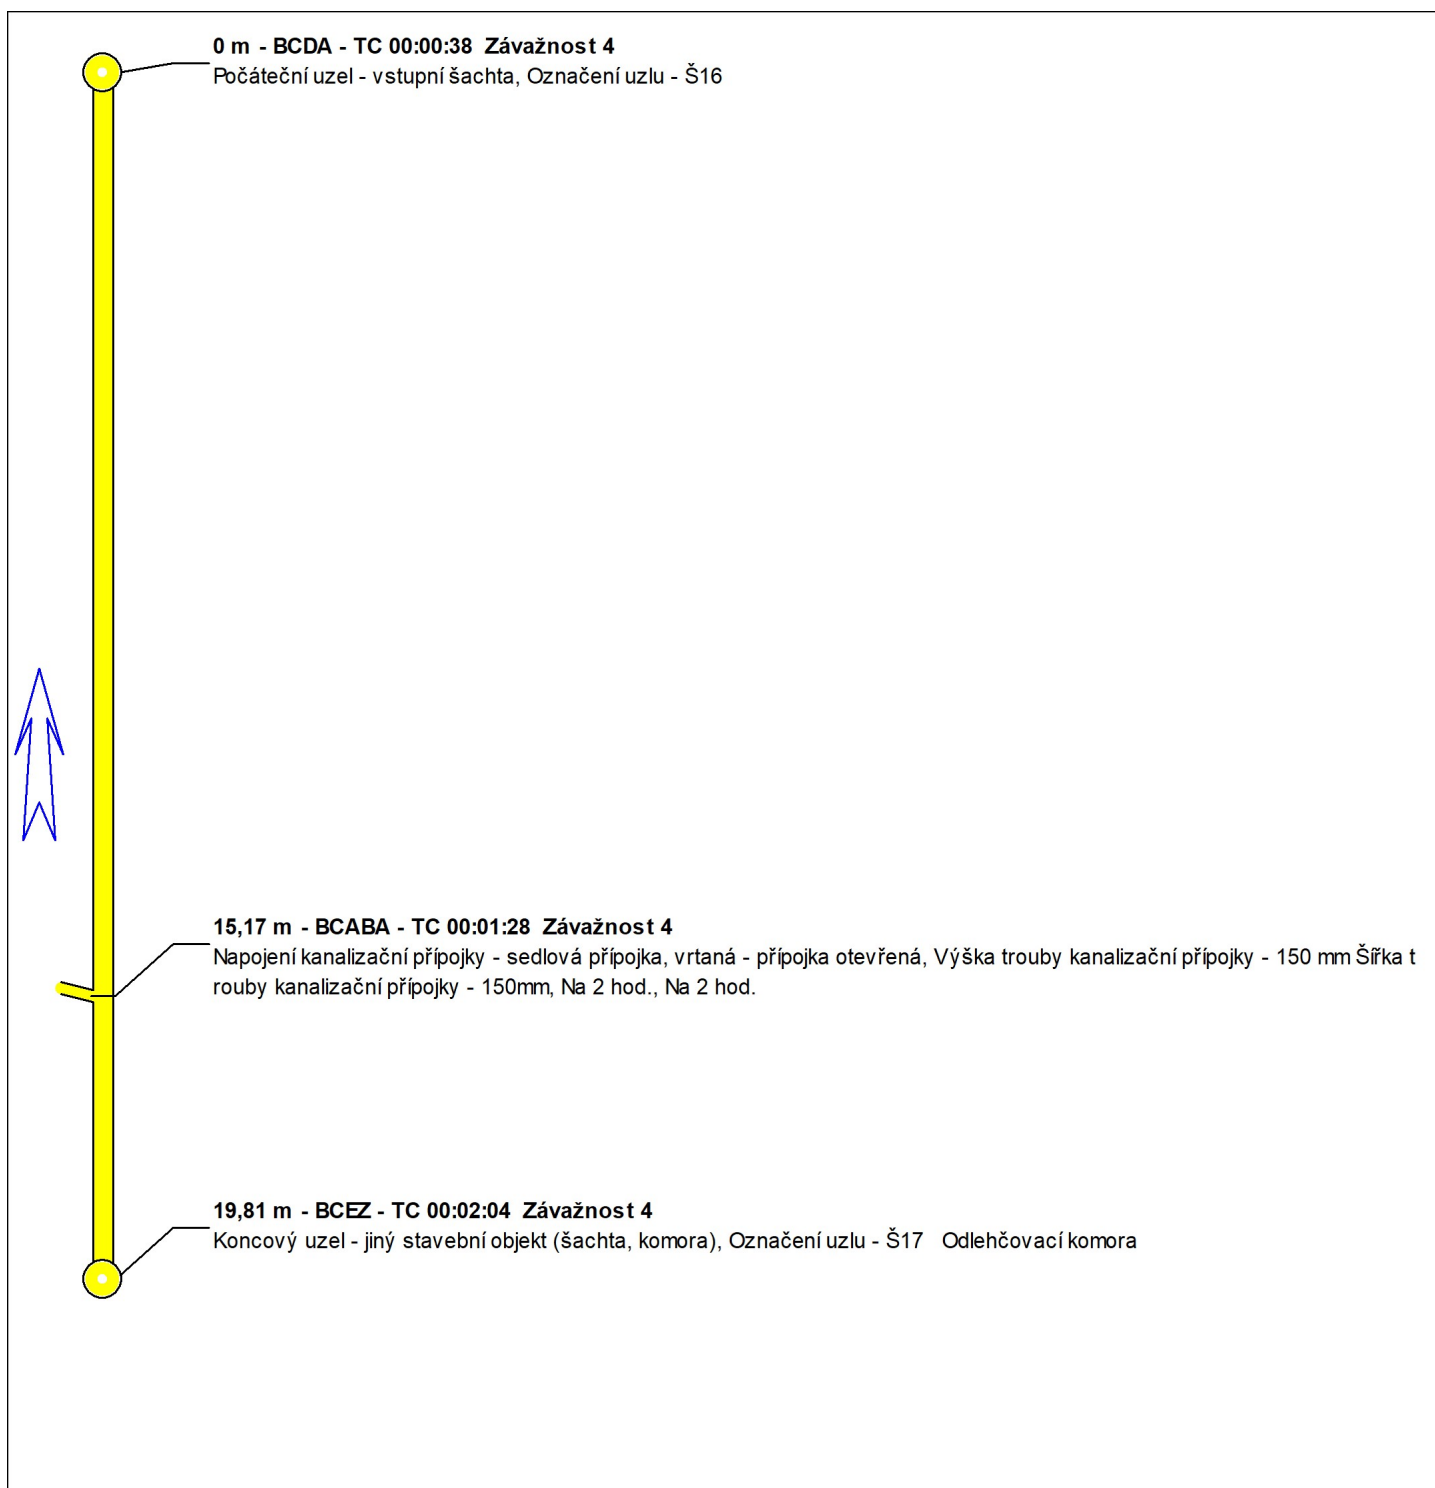 0 m - BCDA - TC 00:00:38 Závažnost 4
Počáteční uzel - vstupní šachta, Označení uzlu - Š16
15,17 m - BCABA - TC 00:01:28 Závažnost 4
Napojení kanalizační přípojky - sedlová přípojka, vrtaná - přípojka otevřená, Výška trouby kanalizační přípojky - 150 mm Šířka t
rouby kanalizační přípojky - 150mm, Na 2 hod., Na 2 hod.
19,81 m - BCEZ - TC 00:02:04 Závažnost 4
Koncový uzel - jiný stavební objekt (šachta, komora), Označení uzlu - Š17 Odlehčovací komora